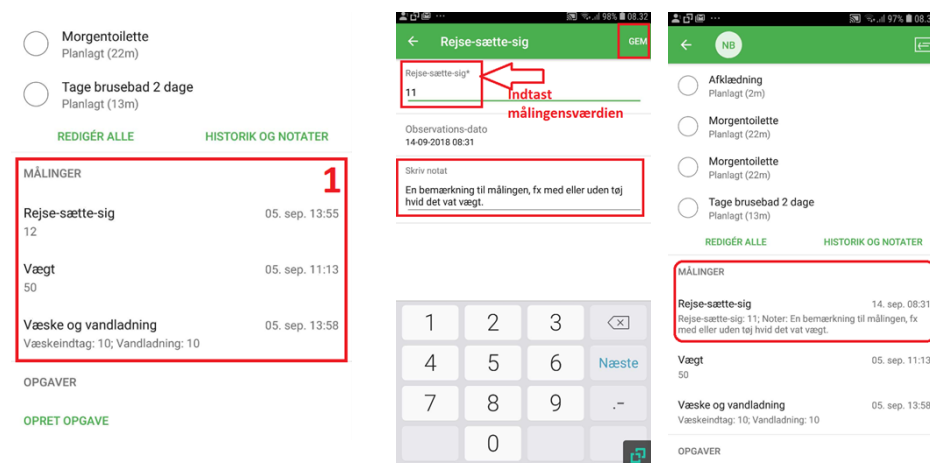 Morgentoilette
Planlagt (22m)
Tage brusebad 2 dage
Planlagt (13m)
REDIGÉR ALLE HISTORIK OG NOTATER
MÅLINGER
1
Rejse-sætte-sig 05. sep. 13:55
12
Vægt 05. sep. 11:13
50
Væske og vandladning 05. sep. 13:58
Væskeindtag: 10; Vandladning: 10
OPGAVER
OPRET OPGAVE
98% 08.32
Rejse-sætte-sig GEM
Rejse-sætte-sig*
11
Indtast
målingensværdien
Observations-dato
14-09-2018 08:31
Skriv notat
En bemærkning til målingen, fx med eller uden tøj
hvid det vat vægt.
1 2 3
4 5 6 Næste
7 8 9 .-
0
97% 08.3
NB
Afklædning
Planlagt (2m)
Morgentoilette
Planlagt (22m)
Morgentoilette
Planlagt (22m)
Tage brusebad 2 dage
Planlagt (13m)
REDIGÉR ALLE HISTORIK OG NOTATER
MÅLINGER
Rejse-sætte-sig 14. sep. 08:31
Rejse-sætte-sig: 11; Noter: En bemærkning til målingen, fx
med eller uden tøj hvid det vat vægt.
Vægt 05. sep. 11:13
50
Væske og vandladning 05. sep. 13:58
Væskeindtag: 10; Vandladning: 10
OPGAVER